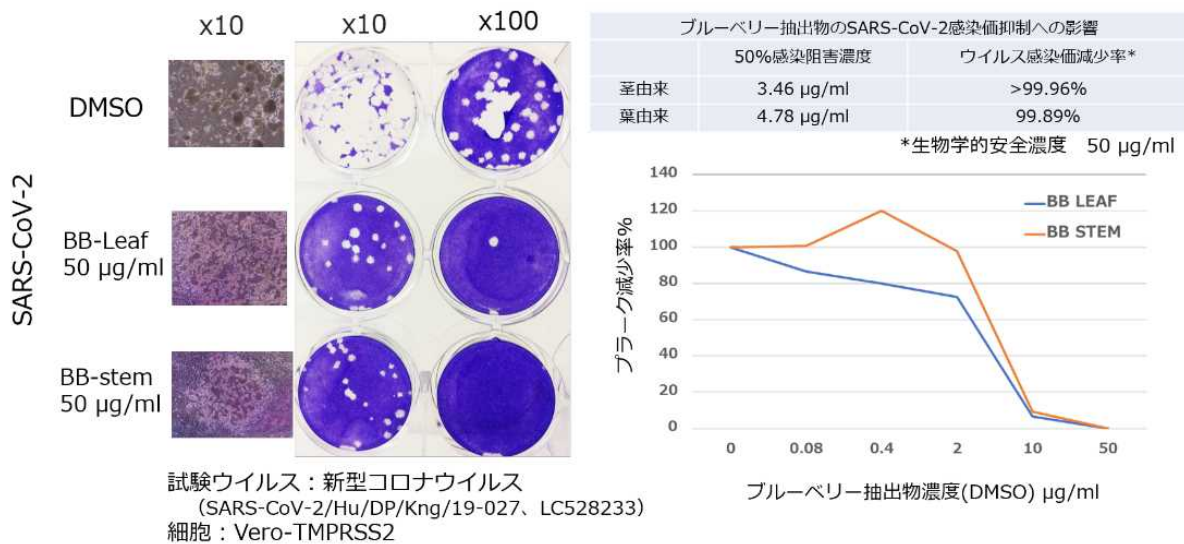 x10
x10
x100
SARS-CoV-2
DMSO
BB-Leaf
50 µg/ml
BB-stem
50 µg/ml
試験ウイルス：新型コロナウイルス
（SARS-CoV-2/Hu/DP/Kng/19-027、LC528233）
細胞：Vero-TMPRSS2
ブルーベリー抽出物のSARS-CoV-2感染価抑制への影響
50%感染阻害濃度 ウイルス感染価減少率*
茎由来 3.46 µg/ml >99.96%
葉由来 4.78 µg/ml 99.89%
*生物学的安全濃度 50 µg/ml
プラーク減少率%
140
120
100
80
60
40
20
0
BB LEAF
BB STEM
0 0.08 0.4 2 10 50
ブルーベリー抽出物濃度(DMSO) µg/ml